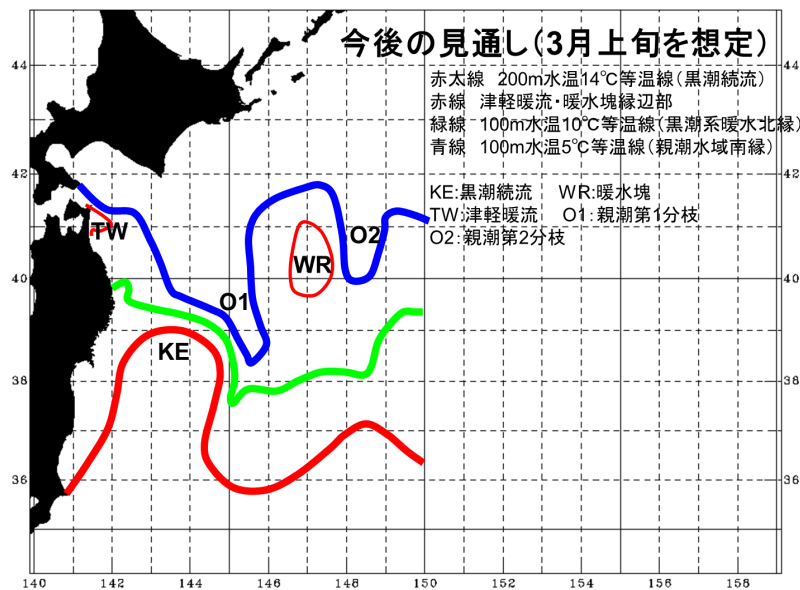 今後の見通し(3月上旬を想定)
赤太線 200m水温14℃等温線(黒潮続流)
赤線 津軽暖流・暖水塊縁辺部
緑線 100m水温10℃等温線(黒潮系暖水北縁)
青線 100m水温5℃等温線(親潮水域南縁)
KE:黒潮続流 WR:暖水塊
TW:津軽暖流 O1:親潮第1分枝
O2:親潮第2分枝
44 44
42 42
TW O2
WR
40 40
O1
KE
38 38
36 36
140 142 144 146 148 150 152 154 156 158